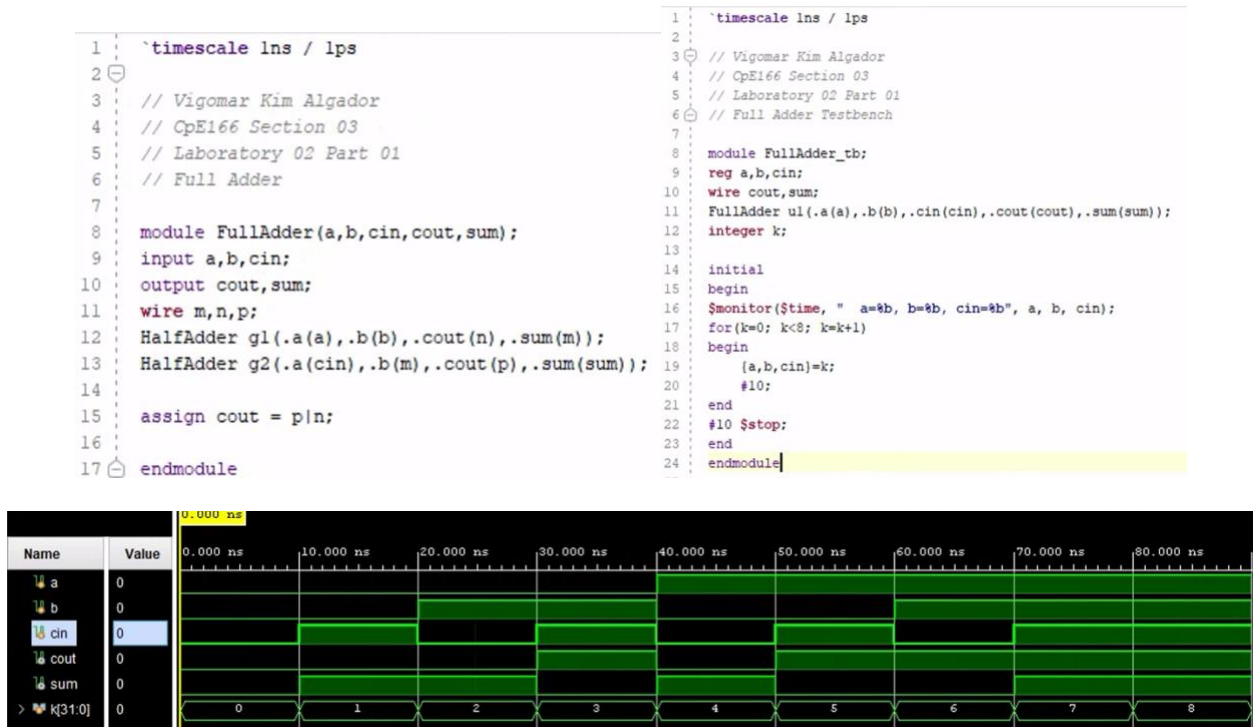 1 `timescale 1ns / 1ps
2
3 // Vigomar Kim Algador
4 // CpE166 Section 03
5 // Laboratory 02 Part 01
6 // Full Adder
7
8 module FullAdder(a,b,cin,cout,sum);
9 input a,b,cin;
10 output cout,sum;
11 wire m,n,p;
12 HalfAdder g1(.a(a),.b(b),.cout(n),.sum(m));
13 HalfAdder g2(.a(cin),.b(m),.cout(p),.sum(sum));
14
15 assign cout = p|n;
16
17 endmodule
1 `timescale 1ns / 1ps
2
3 // Vigomar Kim Algador
4 // CpE166 Section 03
5 // Laboratory 02 Part 01
6 // Full Adder Testbench
7
8 module FullAdder_tb;
9 reg a,b,cin;
10 wire cout,sum;
11 FullAdder u1(.a(a),.b(b),.cin(cin),.cout(cout),.sum(sum));
12 integer k;
13
14 initial
15 begin
16 $monitor($time, "  a=%b, b=%b, cin=%b", a, b, cin);
17 for(k=0; k<8; k=k+1)
18 begin
19 {a,b,cin}=k;
20 #10;
21 end
22 #10 $stop;
23 end
24 endmodule
0.000 ns
Name Value 0.000 ns 10.000 ns 20.000 ns 30.000 ns 40.000 ns 50.000 ns 60.000 ns 70.000 ns 80.000 ns
a 0
b 0
cin 0
cout 0
sum 0
k[31:0] 0 0 1 2 3 4 5 6 7 8